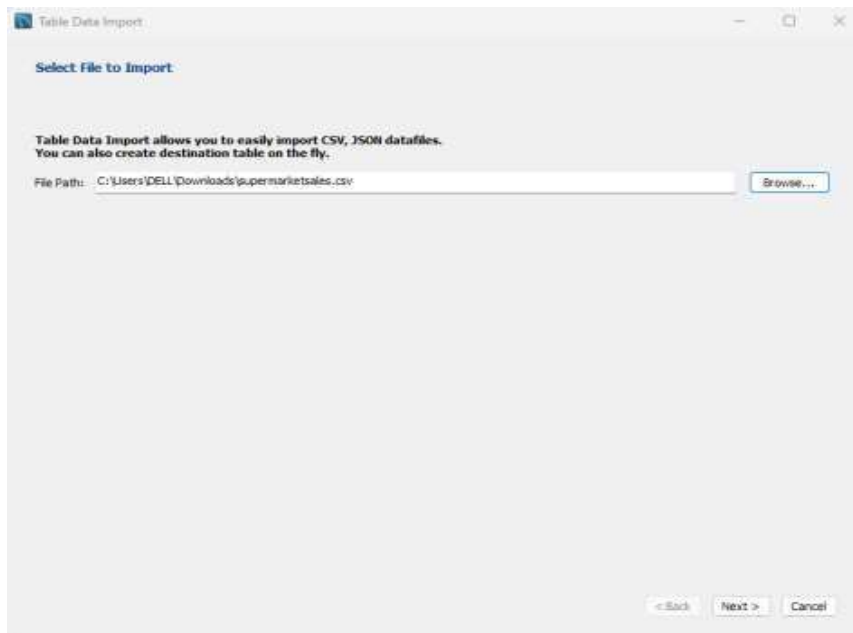 Table Data Import
Select File to Import
Table Data Import allows you to easily import CSV, JSON datafiles.
You can also create destination table on the fly.
File Path: C:\Users\DELL\Downloads\supermarketsales.csv Browse...
< Back Next > Cancel